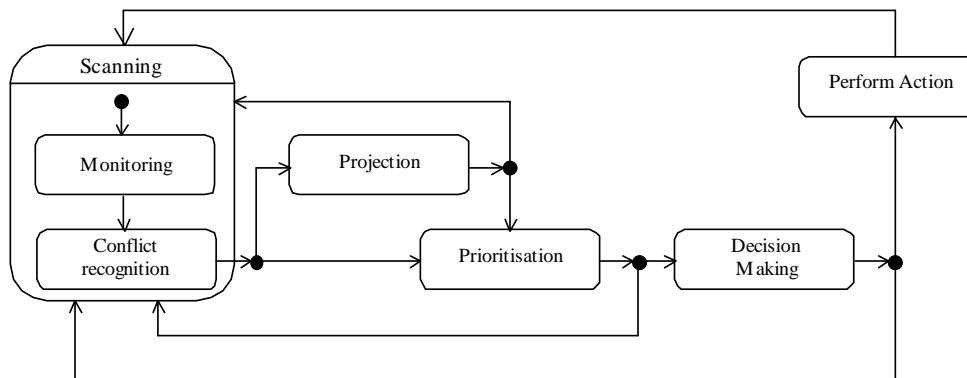 Scanning
Perform Action
Monitoring
Projection
Conflict
recognition
Prioritisation
Decision
Making